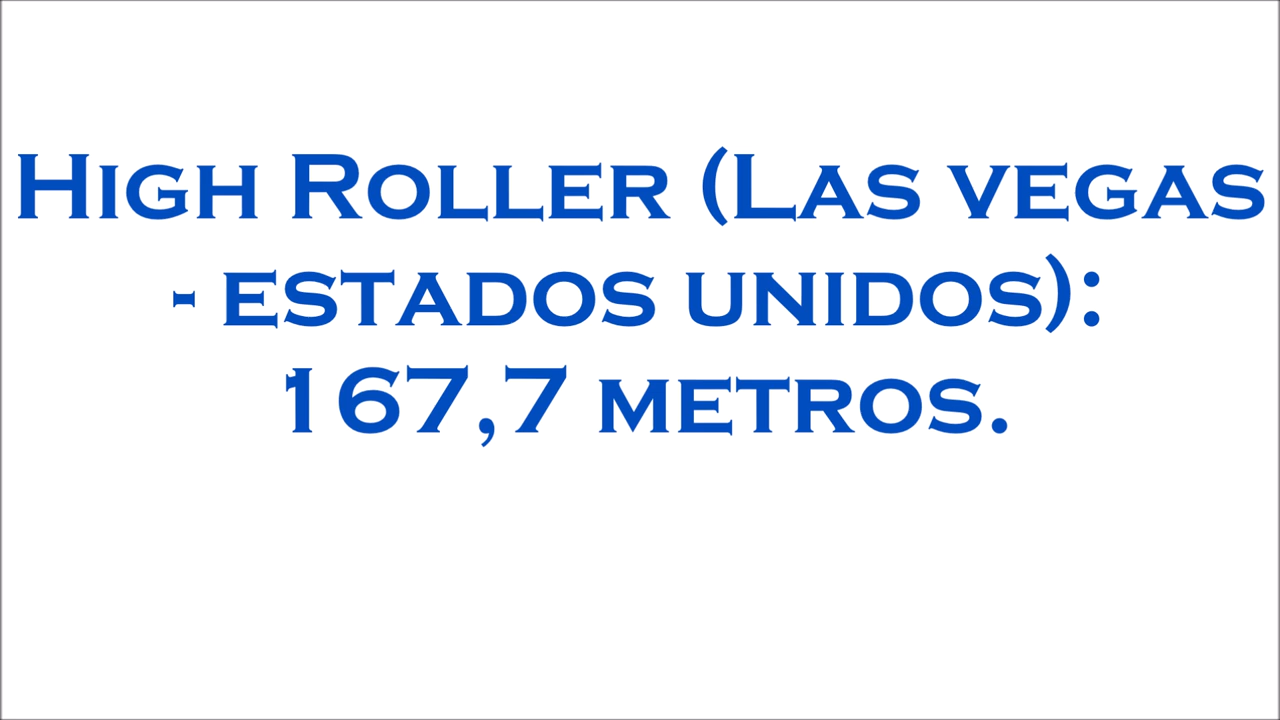 High Roller (Las vegas
- estados unidos):
167,7 metros.